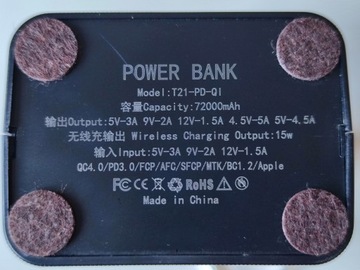 POWER BANK
Model:T21-PD-QI
容量Capacity:72000mAh
输出Output:5V-3A 9V-2A 12V-1.5A 4.5V-5A 5V-4.5A
无线充输出 Wireless Charging Output:15w
输入Input:5V-3A 9V-2A 12V-1.5A
QC4.0/PD3.0/FCP/AFC/SFCP/MTK/BC1.2/Apple
FC CE RoHS
Made in China